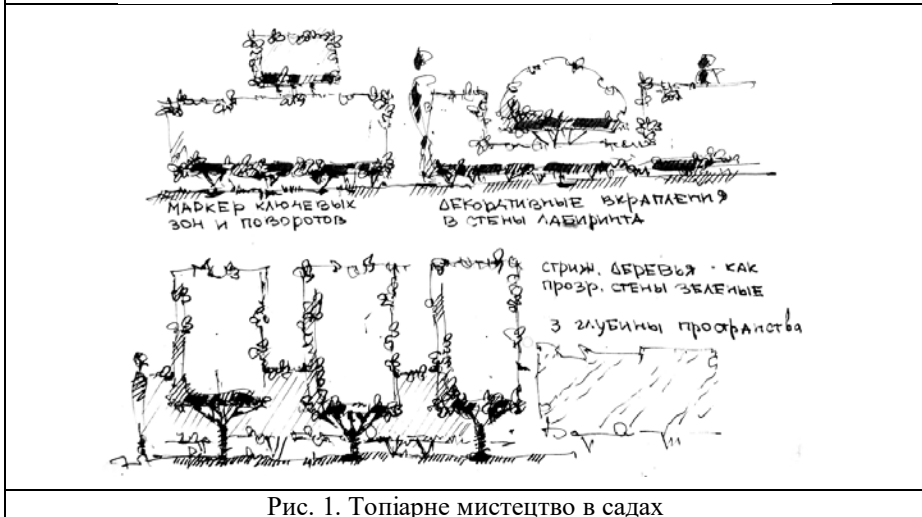 МАРКЕР КЛЮЧЕВЫХ
ЗОН И ПОВОРОТОВ
ДЕКОРАТИВНЫЕ ВКРАПЛЕНИЯ
В СТЕНЫ ЛАБИРИНТА
СТРИЖ. ДЕРЕВЬЯ - КАК
ПРОЗР. СТЕНЫ ЗЕЛЕНЫЕ
3 ГЛУБИНЫ ПРОСТРАНСТВА
Рис. 1. Топіарне мистецтво в садах